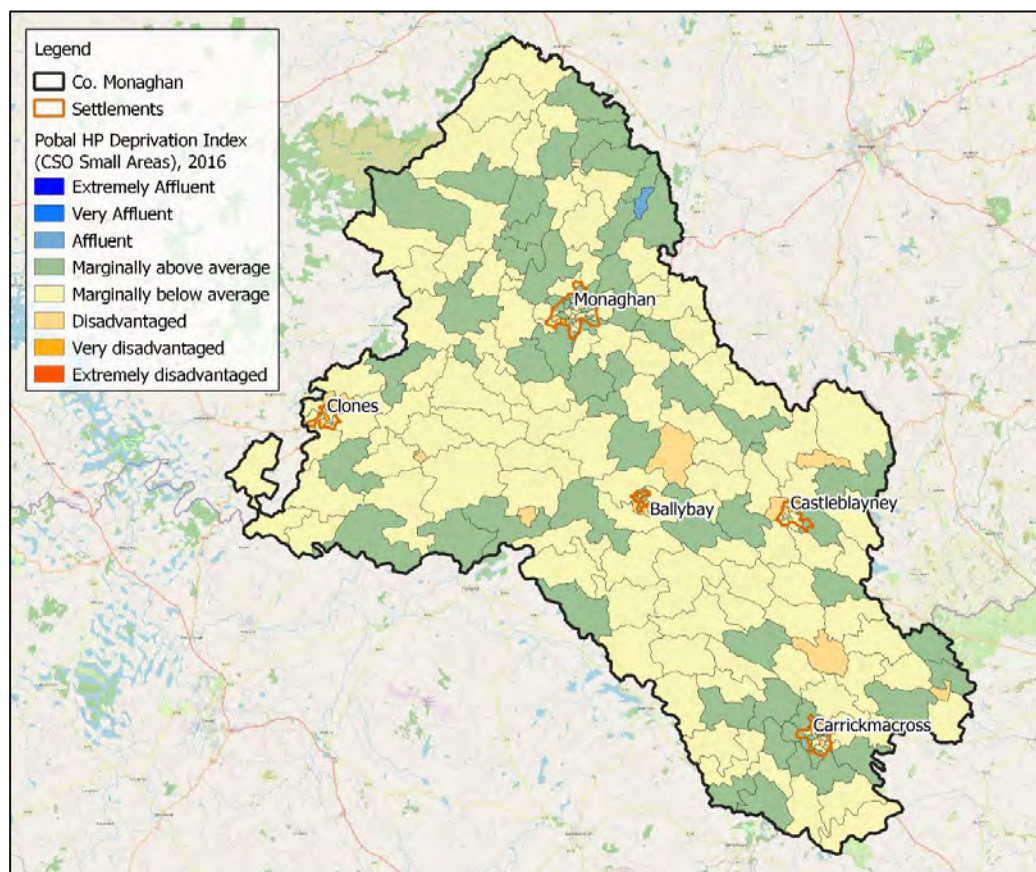 Legend
Co. Monaghan
Settlements
Pobal HP Deprivation Index
(CSO Small Areas), 2016
Extremely Affluent
Very Affluent
Affluent
Marginally above average
Marginally below average
Disadvantaged
Very disadvantaged
Extremely disadvantaged
Monaghan
Clones
Ballybay
Castleblayney
Carrickmacross